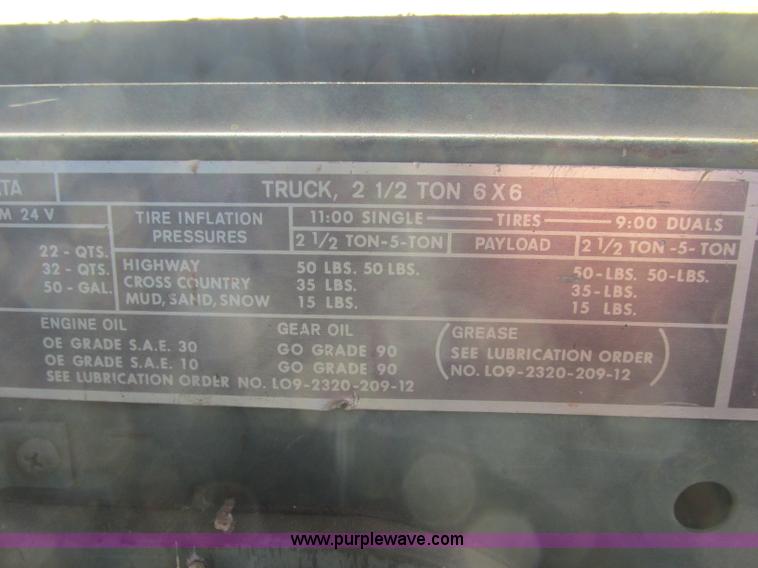 TA TRUCK, 2 1/2 TON 6X6
M 24 V TIRE INFLATION PRESSURES 11:00 SINGLE TIRES 9:00 DUALS
2 1/2 TON-5-TON PAYLOAD 2 1/2 TON -5- TON
22 - QTS. HIGHWAY 50 LBS. 50 LBS. 50-LBS. 50-LBS.
32 - QTS. CROSS COUNTRY 35 LBS. 35-LBS.
50 - GAL. MUD, SAND, SNOW 15 LBS. 15 LBS.
ENGINE OIL GEAR OIL GREASE
OE GRADE S.A.E. 30 GO GRADE 90 SEE LUBRICATION ORDER
OE GRADE S.A.E. 10 GO GRADE 90 NO. LO9-2320-209-12
SEE LUBRICATION ORDER NO. LO9-2320-209-12
www.purplewave.com